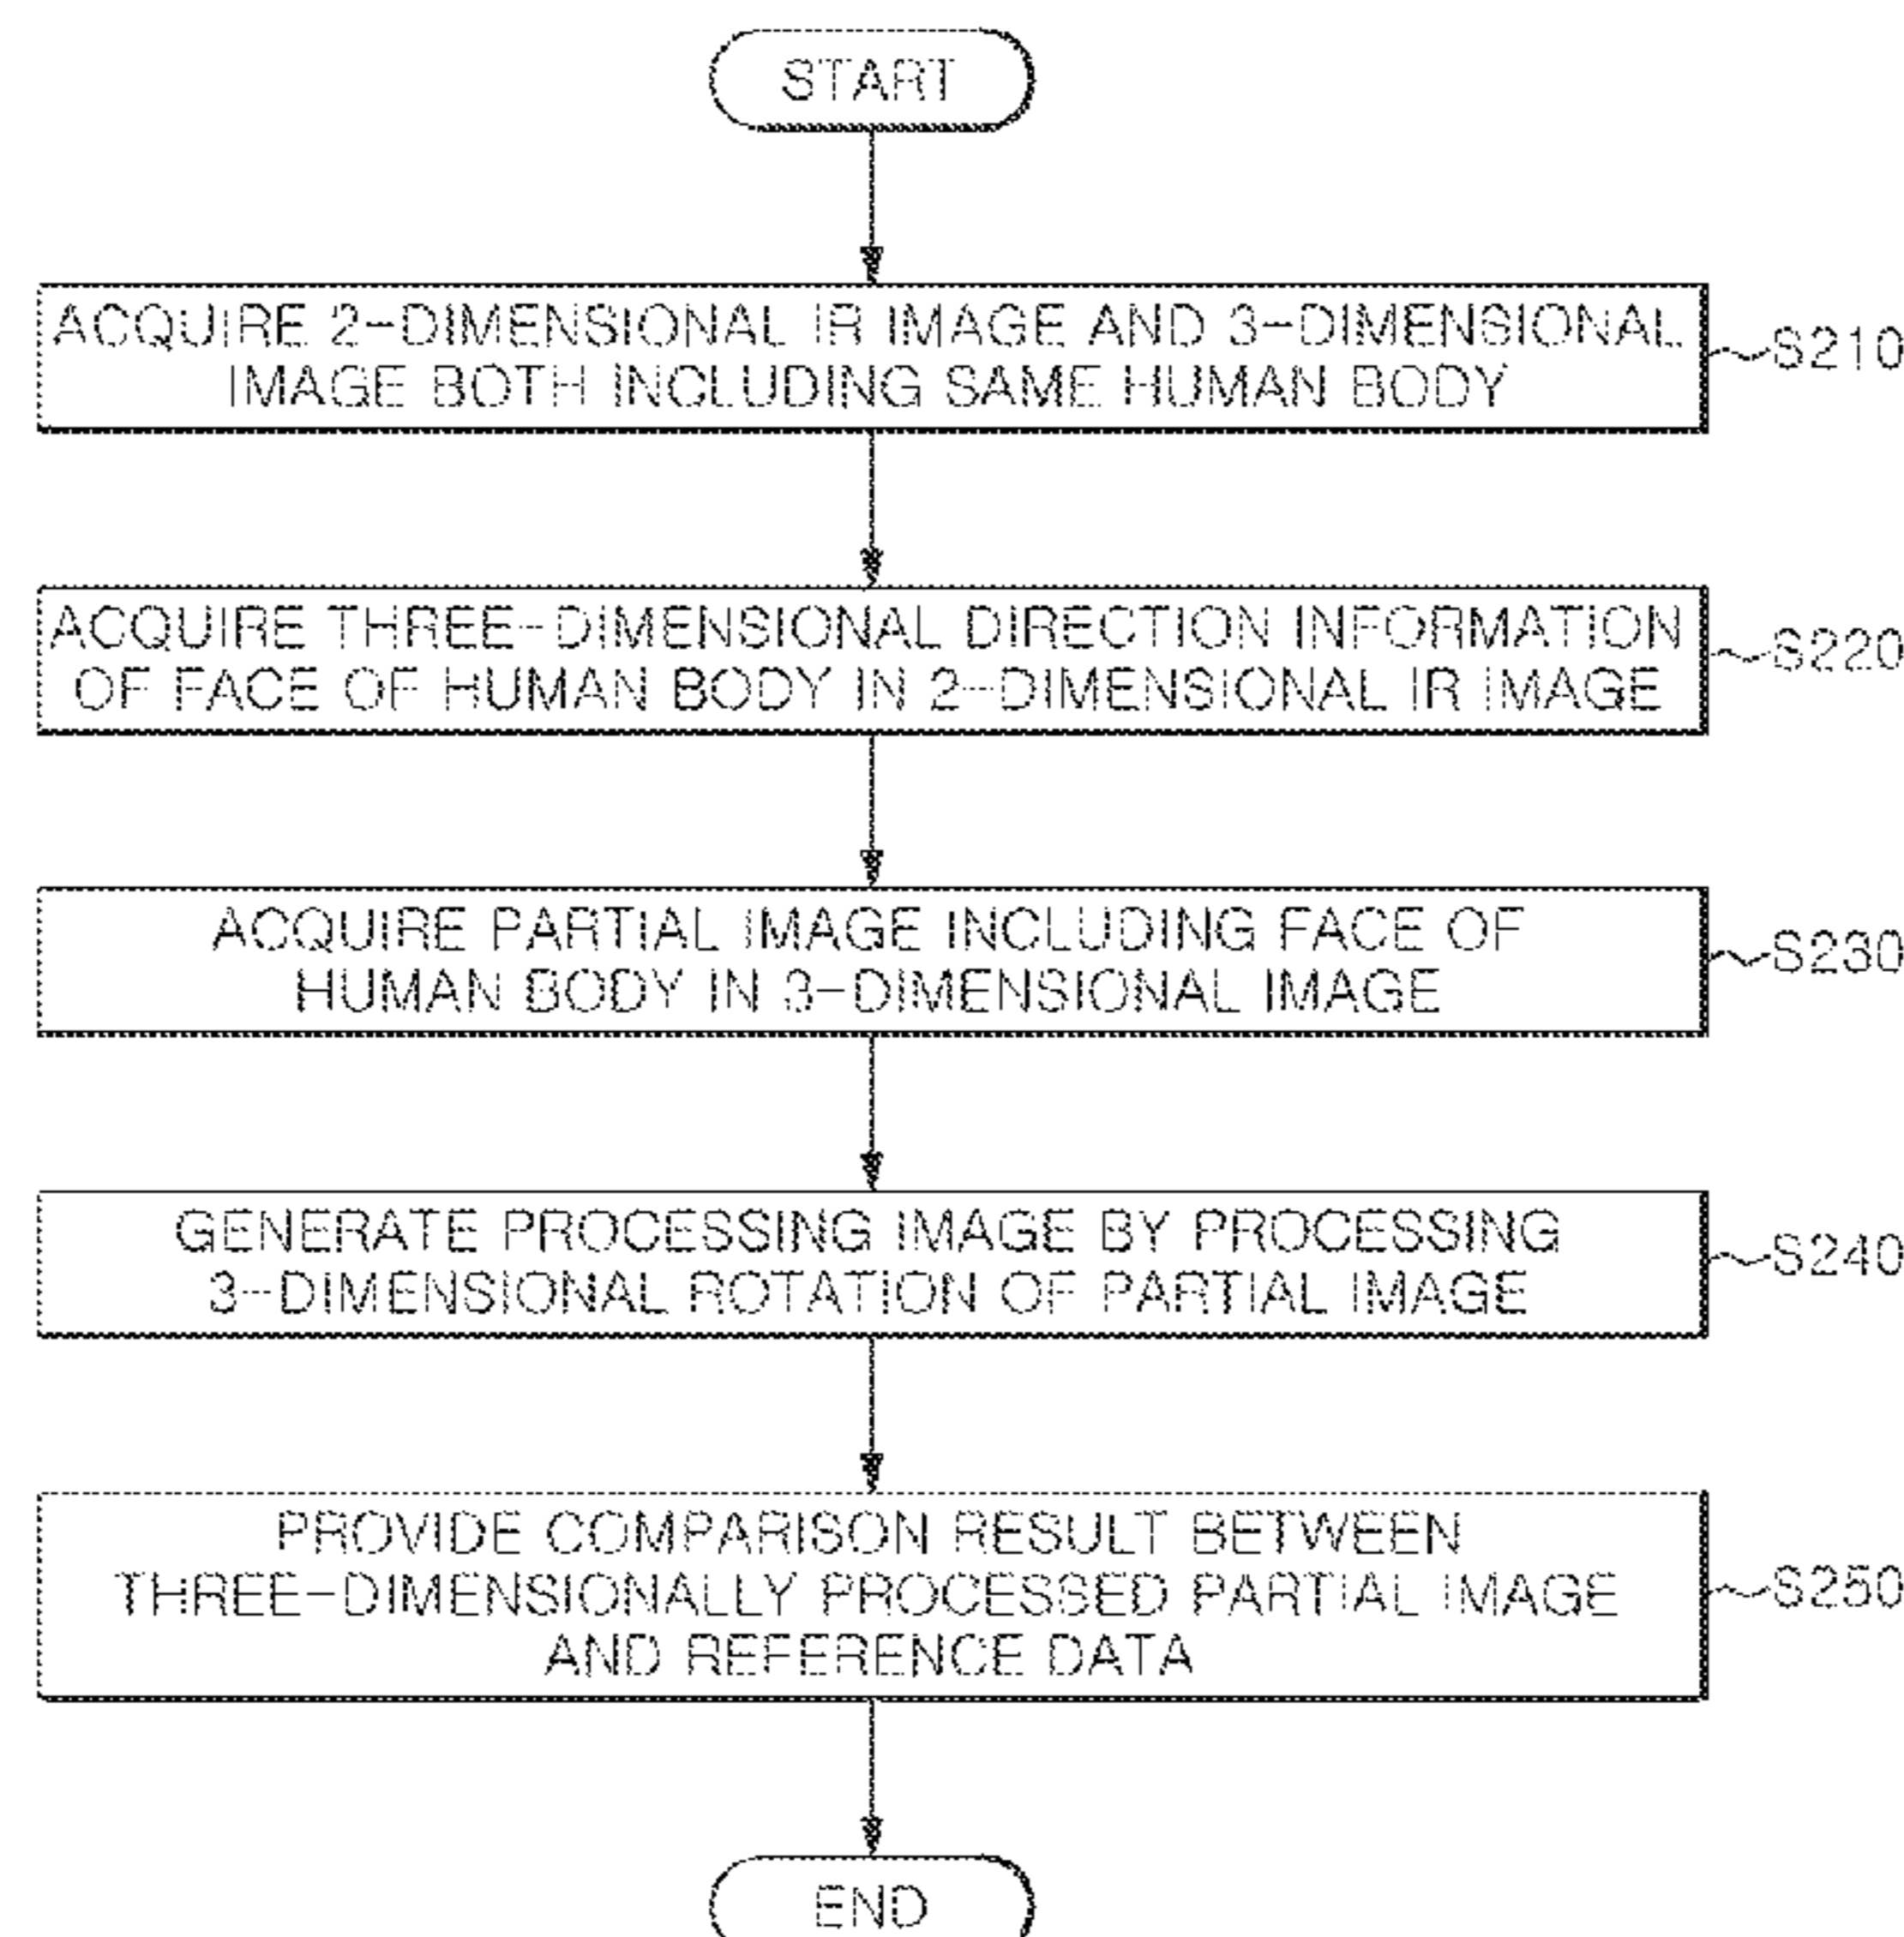 START
ACQUIRE 2-DIMENSIONAL IR IMAGE AND 3-DIMENSIONAL
IMAGE BOTH INCLUDING SAME HUMAN BODY
S210
ACQUIRE THREE-DIMENSIONAL DIRECTION INFORMATION
OF FACE OF HUMAN BODY IN 2-DIMENSIONAL IR IMAGE
S220
ACQUIRE PARTIAL IMAGE INCLUDING FACE OF
HUMAN BODY IN 3-DIMENSIONAL IMAGE
S230
GENERATE PROCESSING IMAGE BY PROCESSING
3-DIMENSIONAL ROTATION OF PARTIAL IMAGE
S240
PROVIDE COMPARISON RESULT BETWEEN
THREE-DIMENSIONALLY PROCESSED PARTIAL IMAGE
AND REFERENCE DATA
S250
END